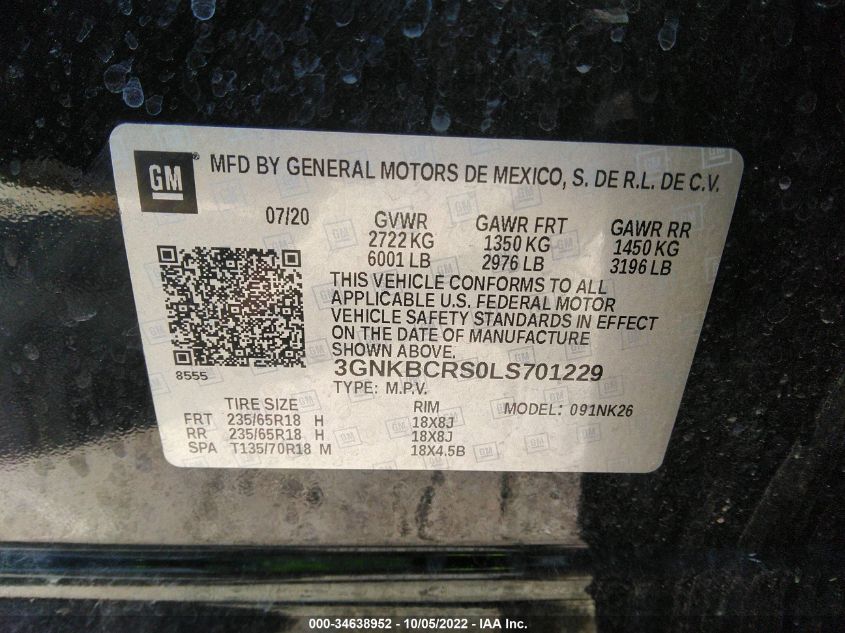 GM MFD BY GENERAL MOTORS DE MEXICO, S. DE R.L. DE C.V.
07/20 GVWR GAWR FRT GAWR RR
2722 KG 1350 KG 1450 KG
6001 LB 2976 LB 3196 LB
THIS VEHICLE CONFORMS TO ALL
APPLICABLE U.S. FEDERAL MOTOR
VEHICLE SAFETY STANDARDS IN EFFECT
ON THE DATE OF MANUFACTURE
SHOWN ABOVE.
8555
3GNKBCRS0LS701229
TYPE: M.P.V.
TIRE SIZE RIM MODEL: 091NK26
FRT 235/65R18 H 18X8J
RR 235/65R18 H 18X8J
SPA T135/70R18 M 18X4.5B
000-34638952 - 10/05/2022 - IAA Inc.